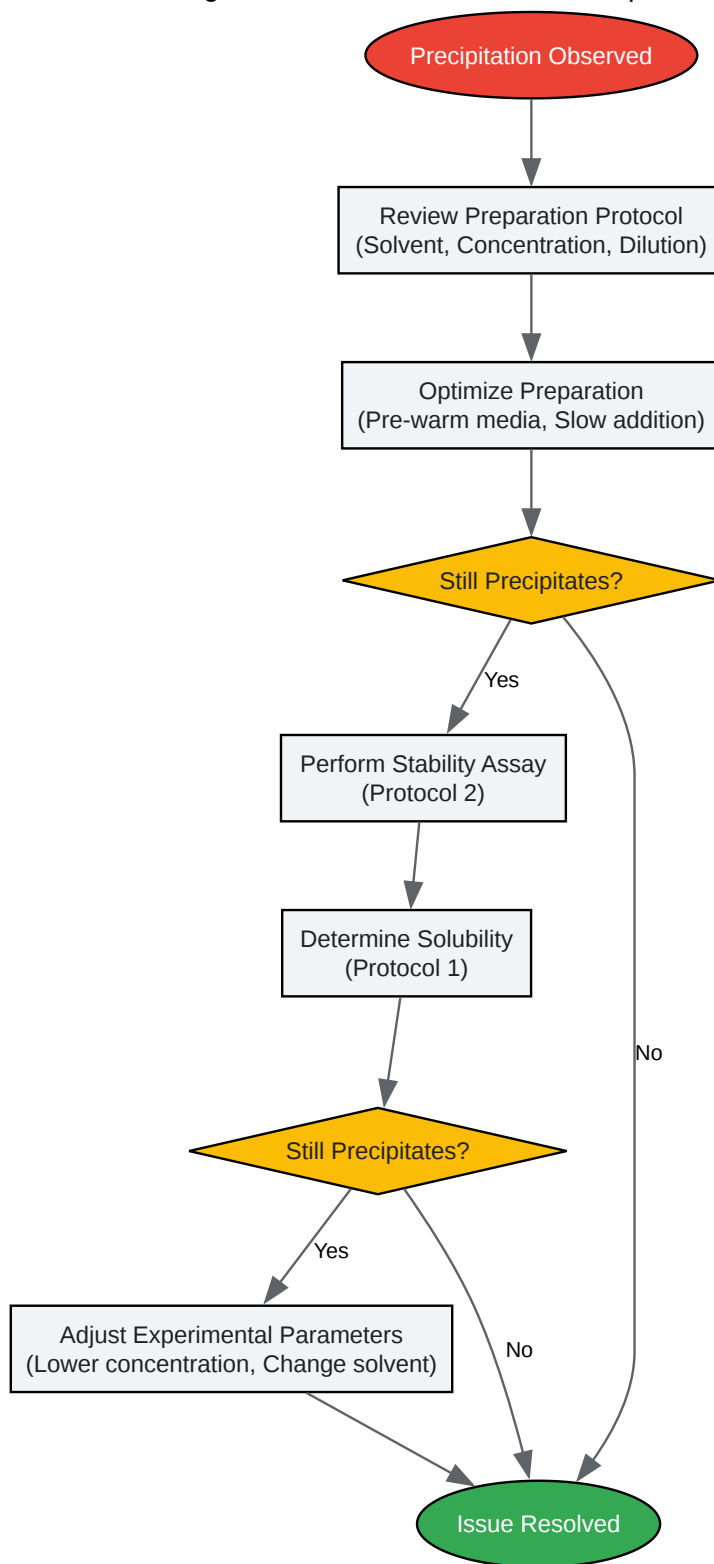 Precipitation Observed
Review Preparation Protocol
(Solvent, Concentration, Dilution)
Optimize Preparation
(Pre-warm media, Slow addition)
Still Precipitates?
Yes
Perform Stability Assay
(Protocol 2)
Determine Solubility
(Protocol 1)
No
Still Precipitates?
Yes
Adjust Experimental Parameters
(Lower concentration, Change solvent)
No
Issue Resolved